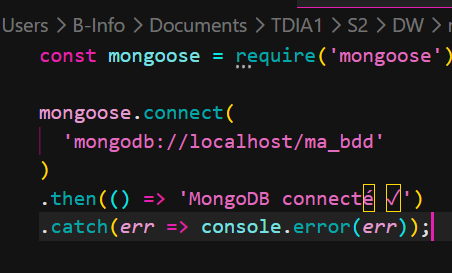 Users > B-Info > Documents > TDIA1 > S2 > DW >
const mongoose = require('mongoose')
mongoose.connect(
'mongodb://localhost/ma_bdd'
)
.then(() => 'MongoDB connecté ✓')
.catch(err => console.error(err));